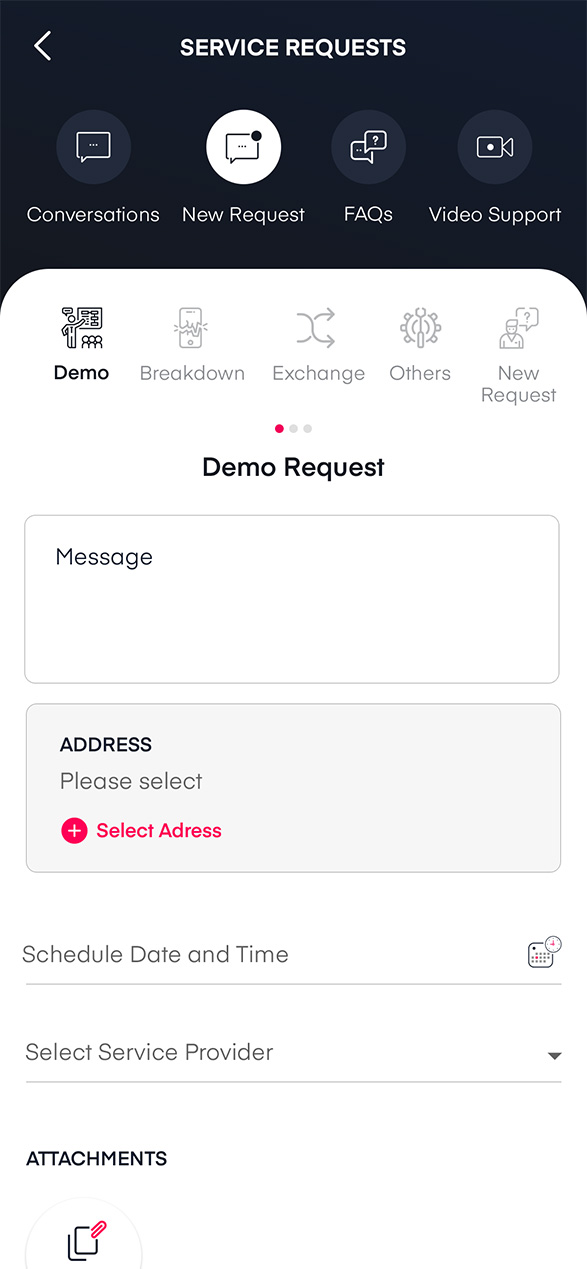 SERVICE REQUESTS
Conversations New Request FAQs Video Support
Demo Breakdown Exchange Others New
Request
Demo Request
Message
ADDRESS
Please select
Select Adress
Schedule Date and Time
Select Service Provider
ATTACHMENTS